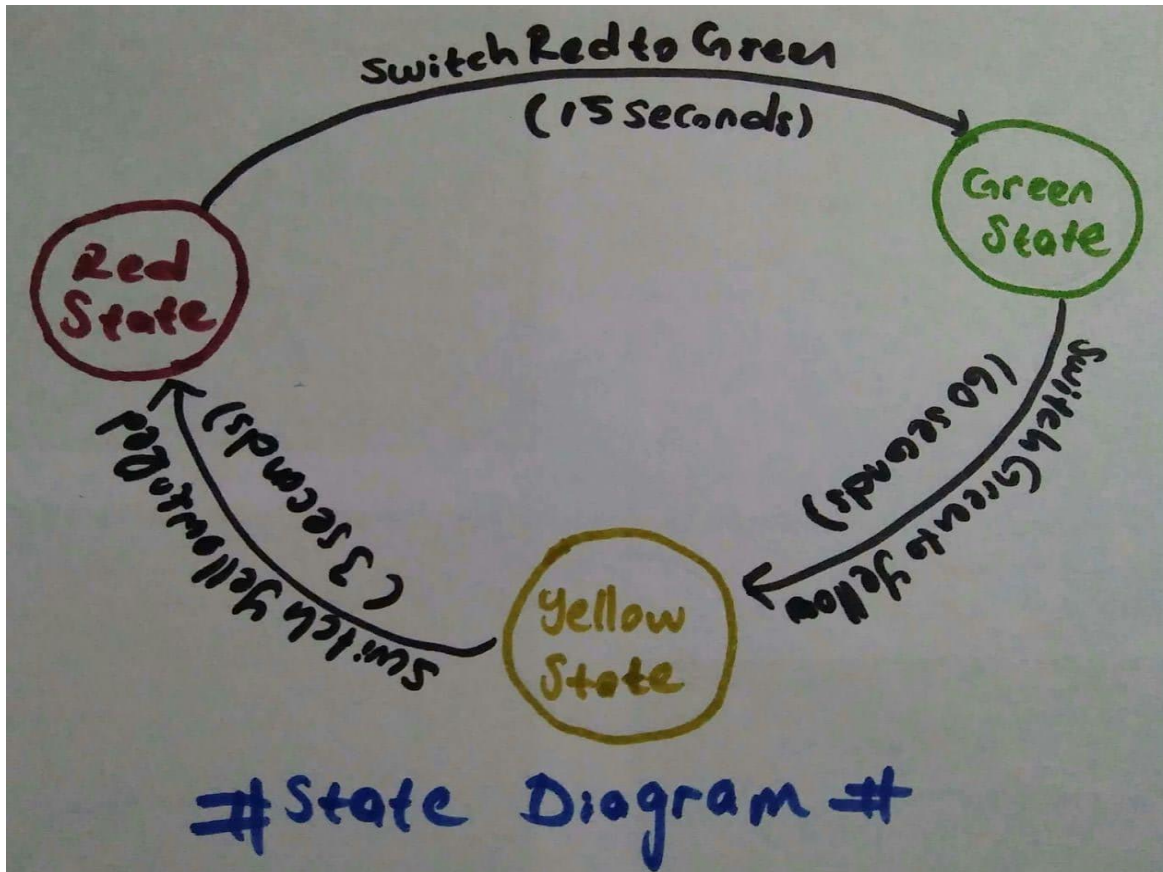 Switch Red to Green
(15 seconds)
Green
State
Red
State
Switch Green to Yellow
(60 seconds)
Yellow
State
Switch Yellow to Red
(3 seconds)
#State Diagram#